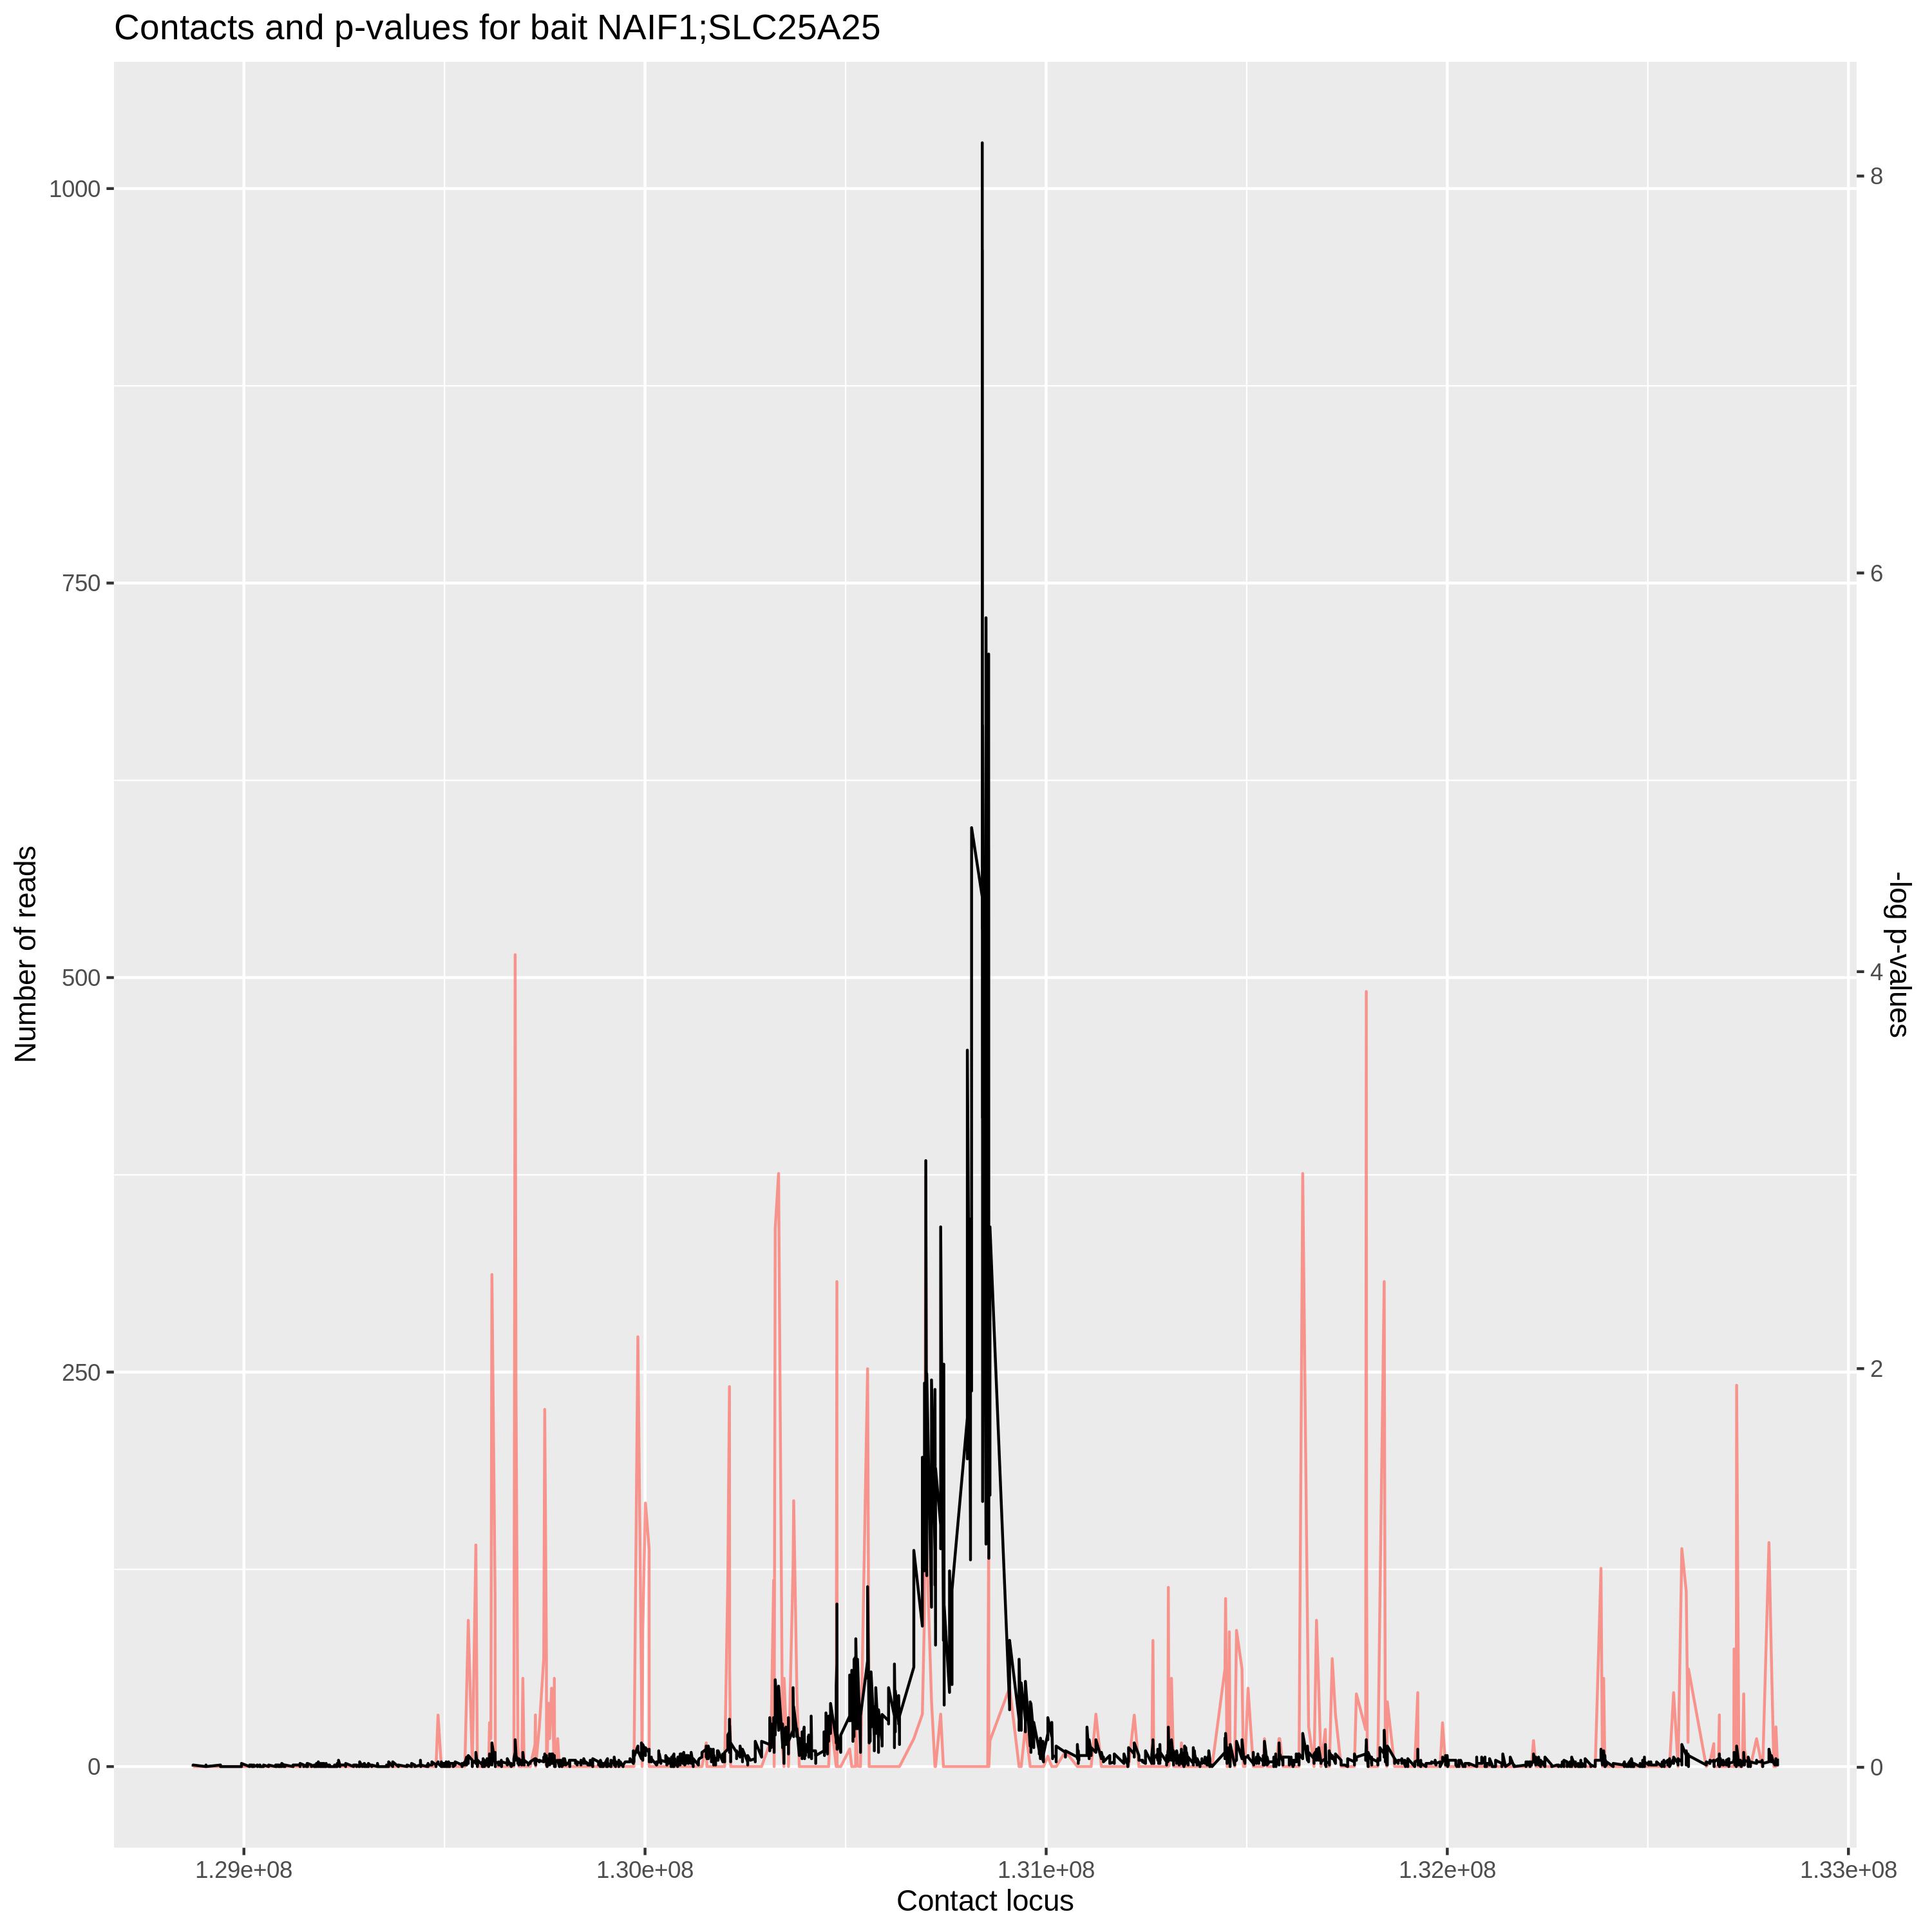 Contacts and p-values for bait NAIF1;SLC25A25
1000
750
500
250
0
Number of reads
8
6
4
2
0
-log p-values
1.29e+08
1.30e+08
1.31e+08
1.32e+08
1.33e+08
Contact locus